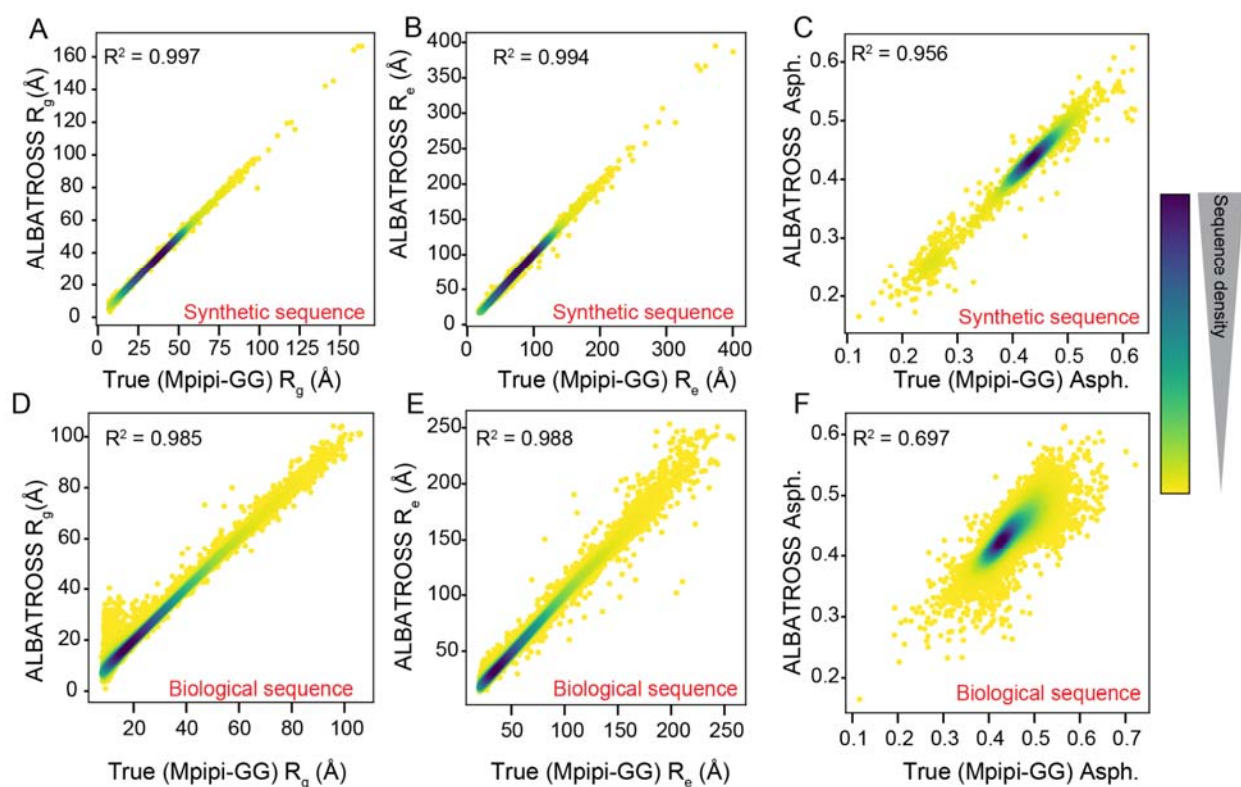 A
R² = 0.997
160
140
120
100
80
60
40
20
0
ALBATROSS Rg(Å)
Synthetic sequence
0 25 50 75 100 125 150
True (Mpipi-GG) Rg (Å)
B
R² = 0.994
400
350
300
250
200
150
100
50
0
ALBATROSS Re (Å)
Synthetic sequence
0 100 200 300 400
True (Mpipi-GG) Re (Å)
C
R² = 0.956
0.6
0.5
0.4
0.3
0.2
ALBATROSS Asph.
Synthetic sequence
0.1 0.2 0.3 0.4 0.5 0.6
True (Mpipi-GG) Asph.
Sequence density
D
R² = 0.985
100
80
60
40
20
0
ALBATROSS Rg(Å)
Biological sequence
20 40 60 80 100
True (Mpipi-GG) Rg (Å)
E
R² = 0.988
250
200
150
100
50
ALBATROSS Re (Å)
Biological sequence
50 100 150 200 250
True (Mpipi-GG) Re (Å)
F
R² = 0.697
0.6
0.5
0.4
0.3
0.2
ALBATROSS Asph.
Biological sequence
0.1 0.2 0.3 0.4 0.5 0.6 0.7
True (Mpipi-GG) Asph.